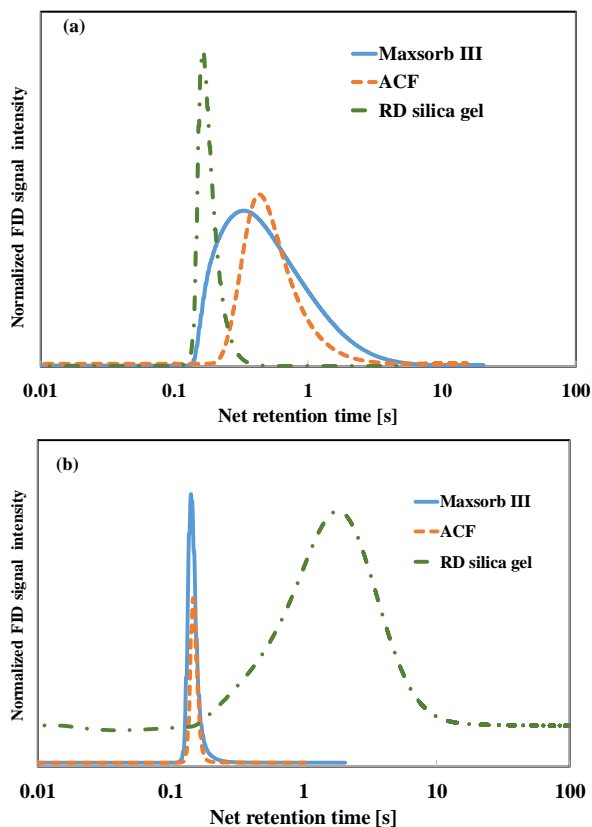 (a)
Maxsorb III
ACF
RD silica gel
Normalized FID signal intensity
0.01 0.1 1 10 100
Net retention time [s]
(b)
Maxsorb III
ACF
RD silica gel
Normalized FID signal intensity
0.01 0.1 1 10 100
Net retention time [s]